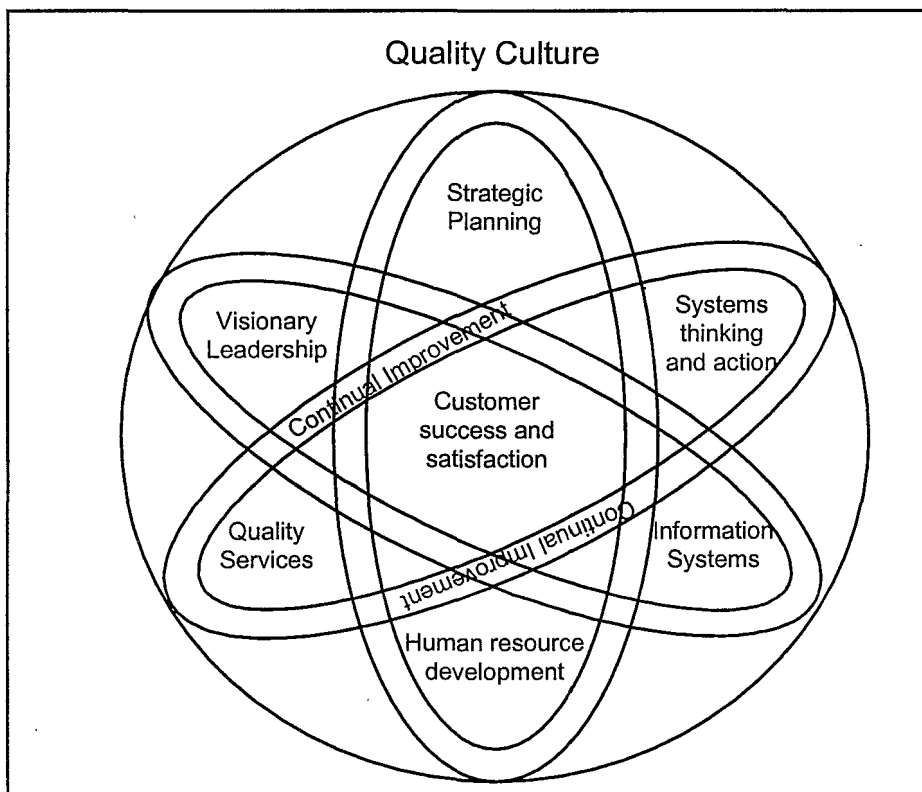 Quality Culture
Strategic
Planning
Visionary
Leadership
Continual Improvement
Systems
thinking
and action
Customer
success and
satisfaction
Quality
Services
Continual Improvement
Information
Systems
Human resource
development